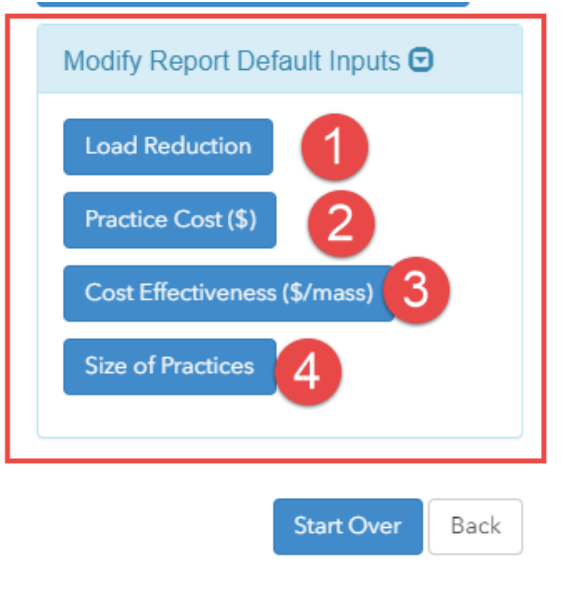 Modify Report Default Inputs
Load Reduction 1
Practice Cost ($) 2
Cost Effectiveness ($/mass) 3
Size of Practices 4
Start Over Back